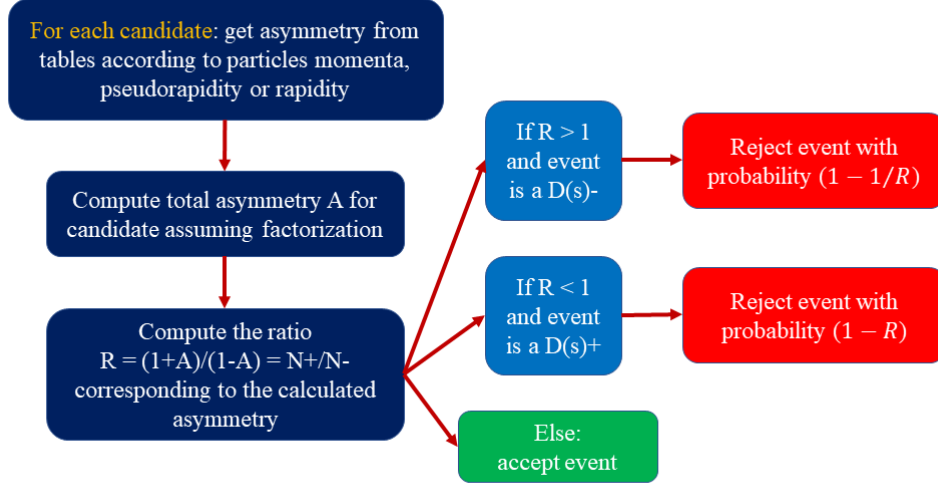 For each candidate: get asymmetry from
tables according to particles momenta,
pseudorapidity or rapidity
Compute total asymmetry A for
candidate assuming factorization
Compute the ratio
R = (1+A)/(1-A) = N+/N-
corresponding to the calculated
asymmetry
If R > 1
and event
is a D(s)-
Reject event with
probability (1 − 1/R)
If R < 1
and event
is a D(s)+
Reject event with
probability (1 − R)
Else:
accept event